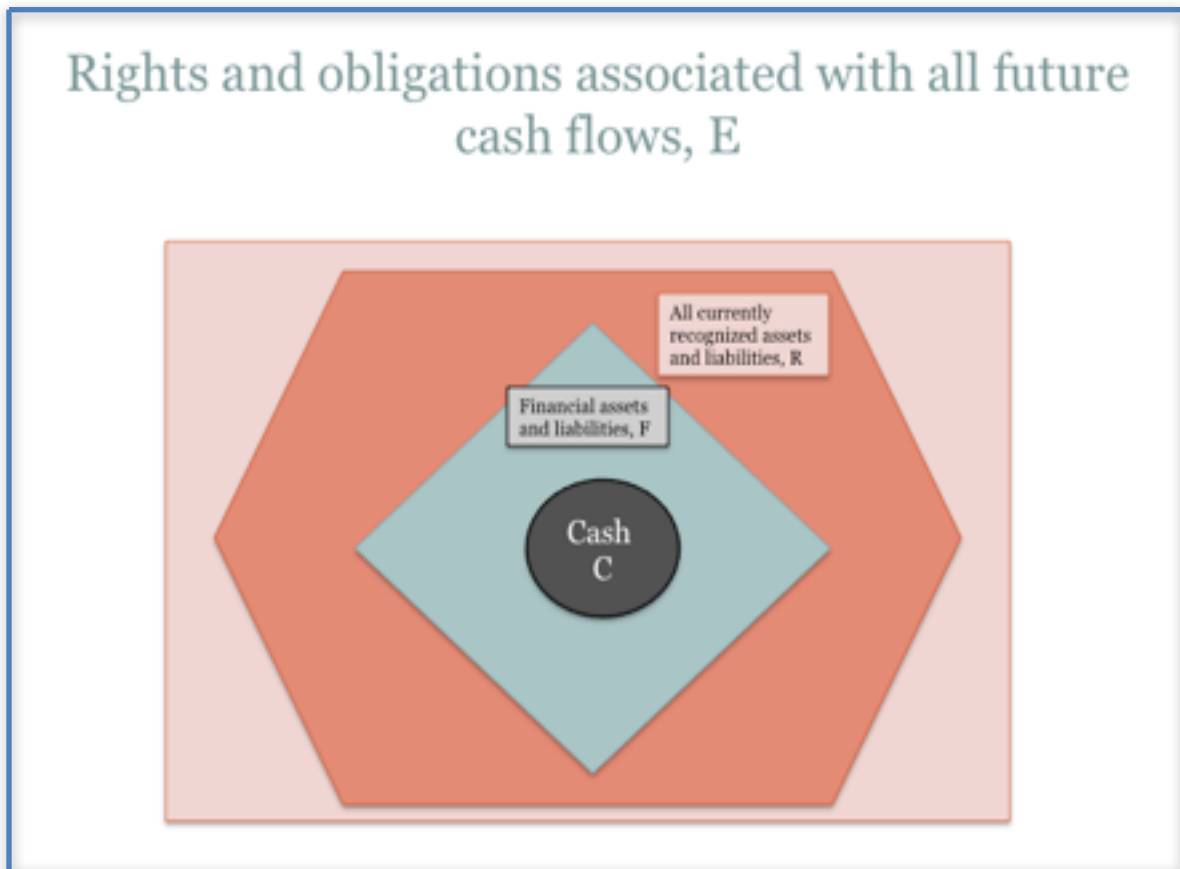 Rights and obligations associated with all future
cash flows, E
All currently
recognized assets
and liabilities, R
Financial assets
and liabilities, F
Cash
C